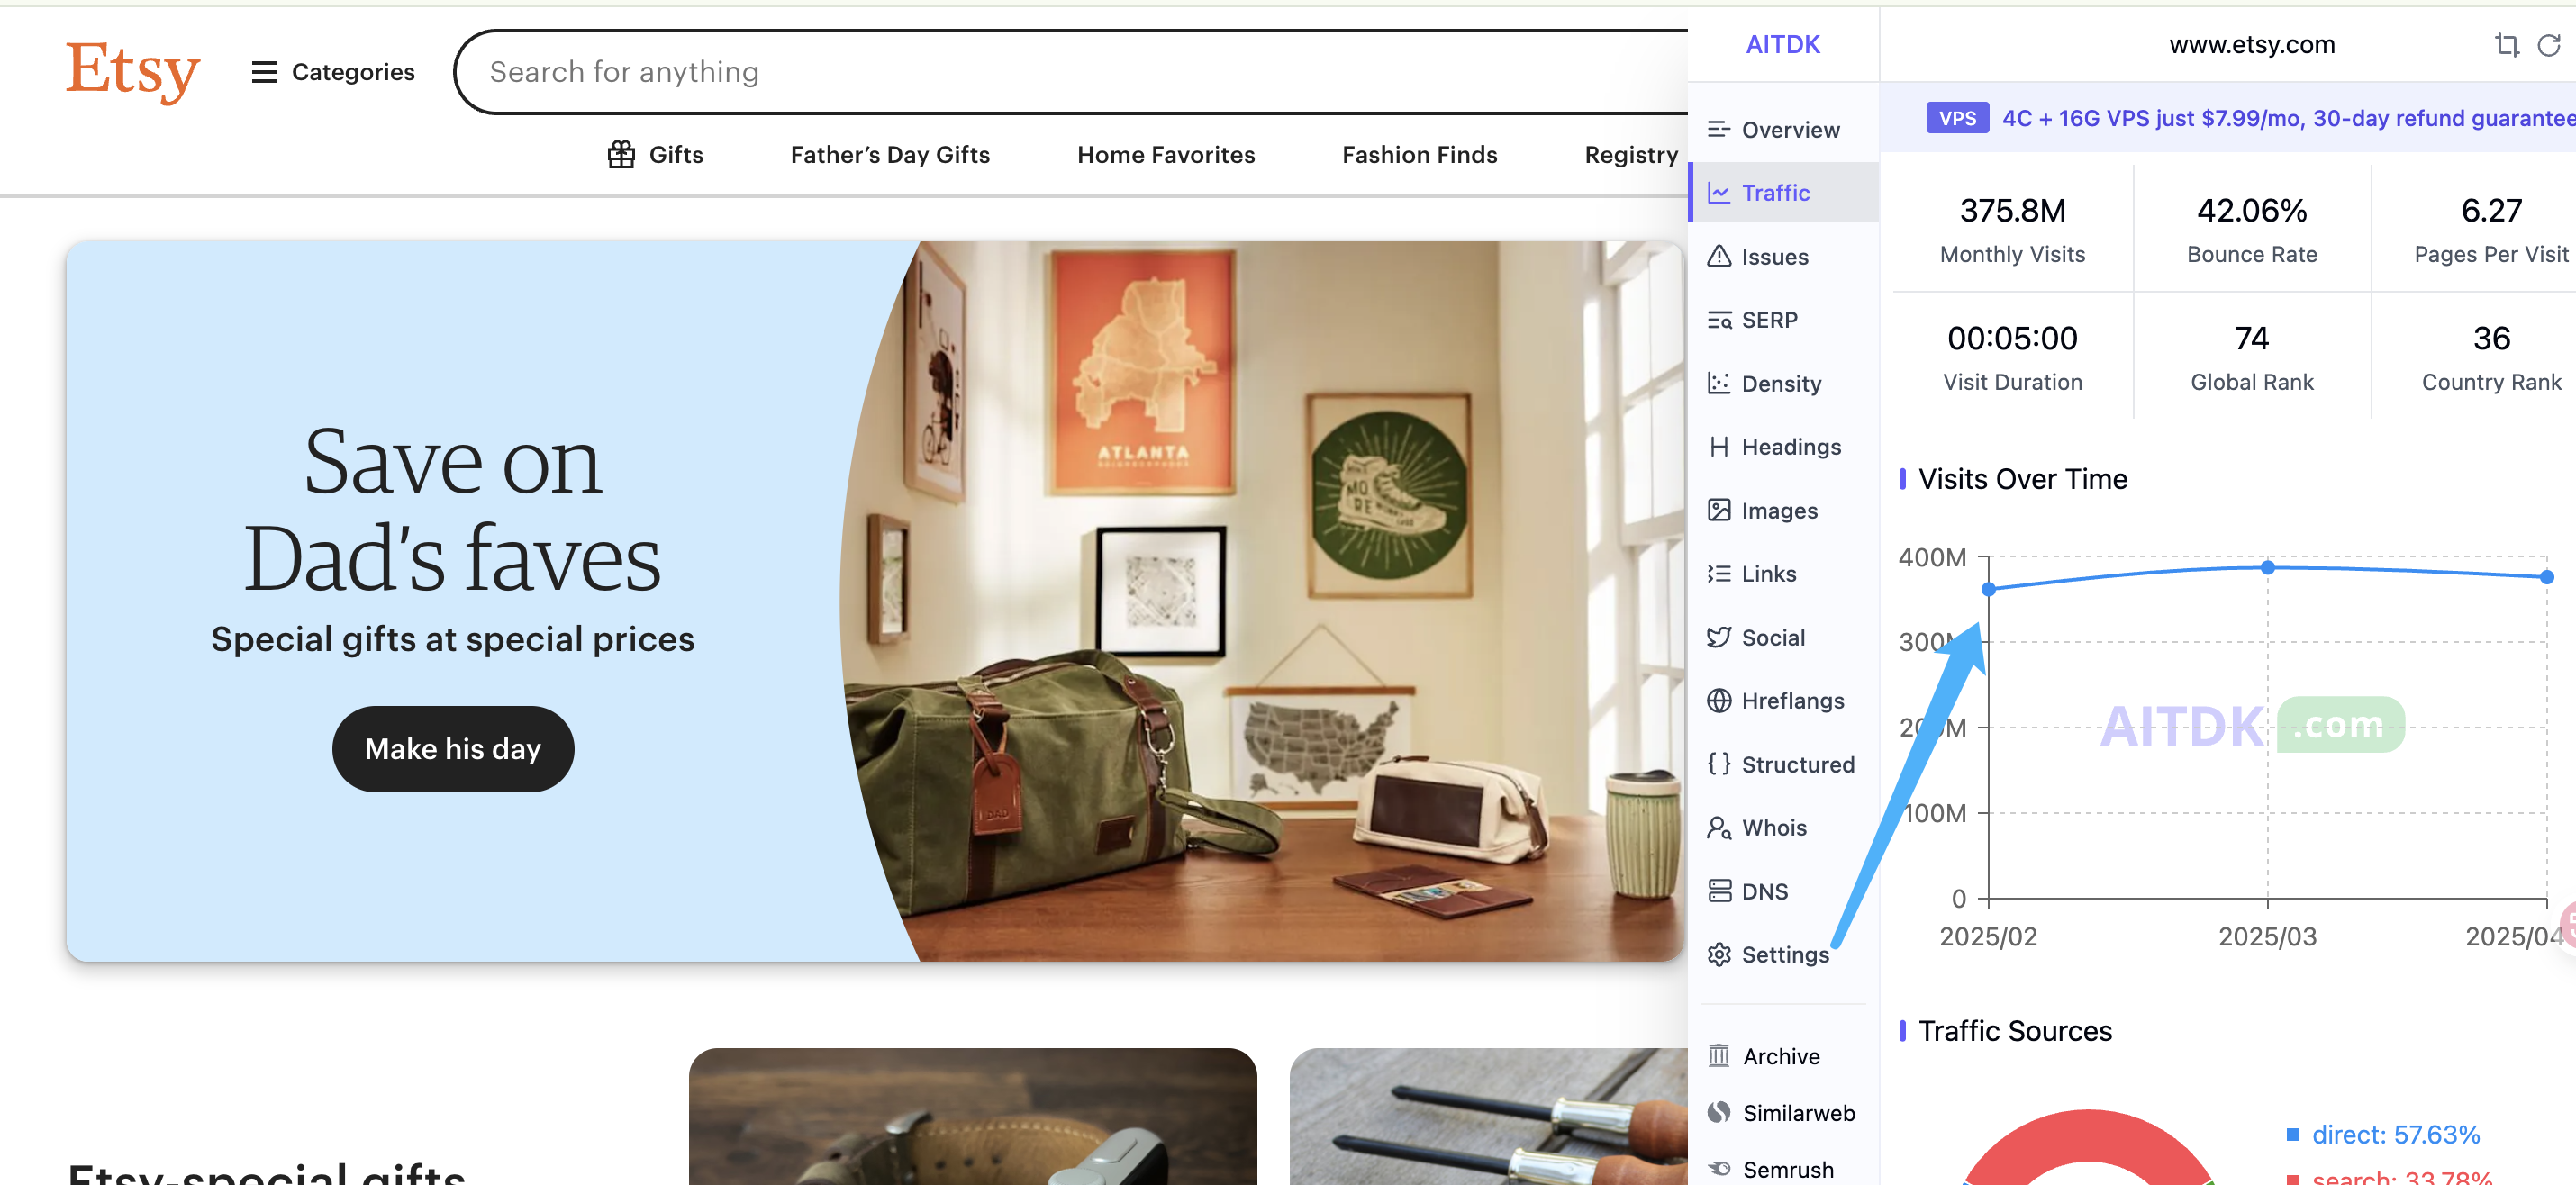 Etsy
Categories
Search for anything
Gifts
Father's Day Gifts
Home Favorites
Fashion Finds
Registry
Save on
Dad's faves
Special gifts at special prices
Make his day
ATLANTA
MO
RE
DAD
Etsy-special gifts
AITDK
www.etsy.com
Overview
Traffic
Issues
SERP
Density
Headings
Images
Links
Social
Hreflangs
Structured
Whois
DNS
Settings
Archive
Similarweb
Semrush
VPS 4C + 16G VPS just $7.99/mo, 30-day refund guarantee
375.8M
Monthly Visits
42.06%
Bounce Rate
6.27
Pages Per Visit
00:05:00
Visit Duration
74
Global Rank
36
Country Rank
Visits Over Time
400M
300M
200M
100M
0
2025/02
2025/03
2025/04
AITDK .com
Traffic Sources
direct: 57.63%
search: 33.78%